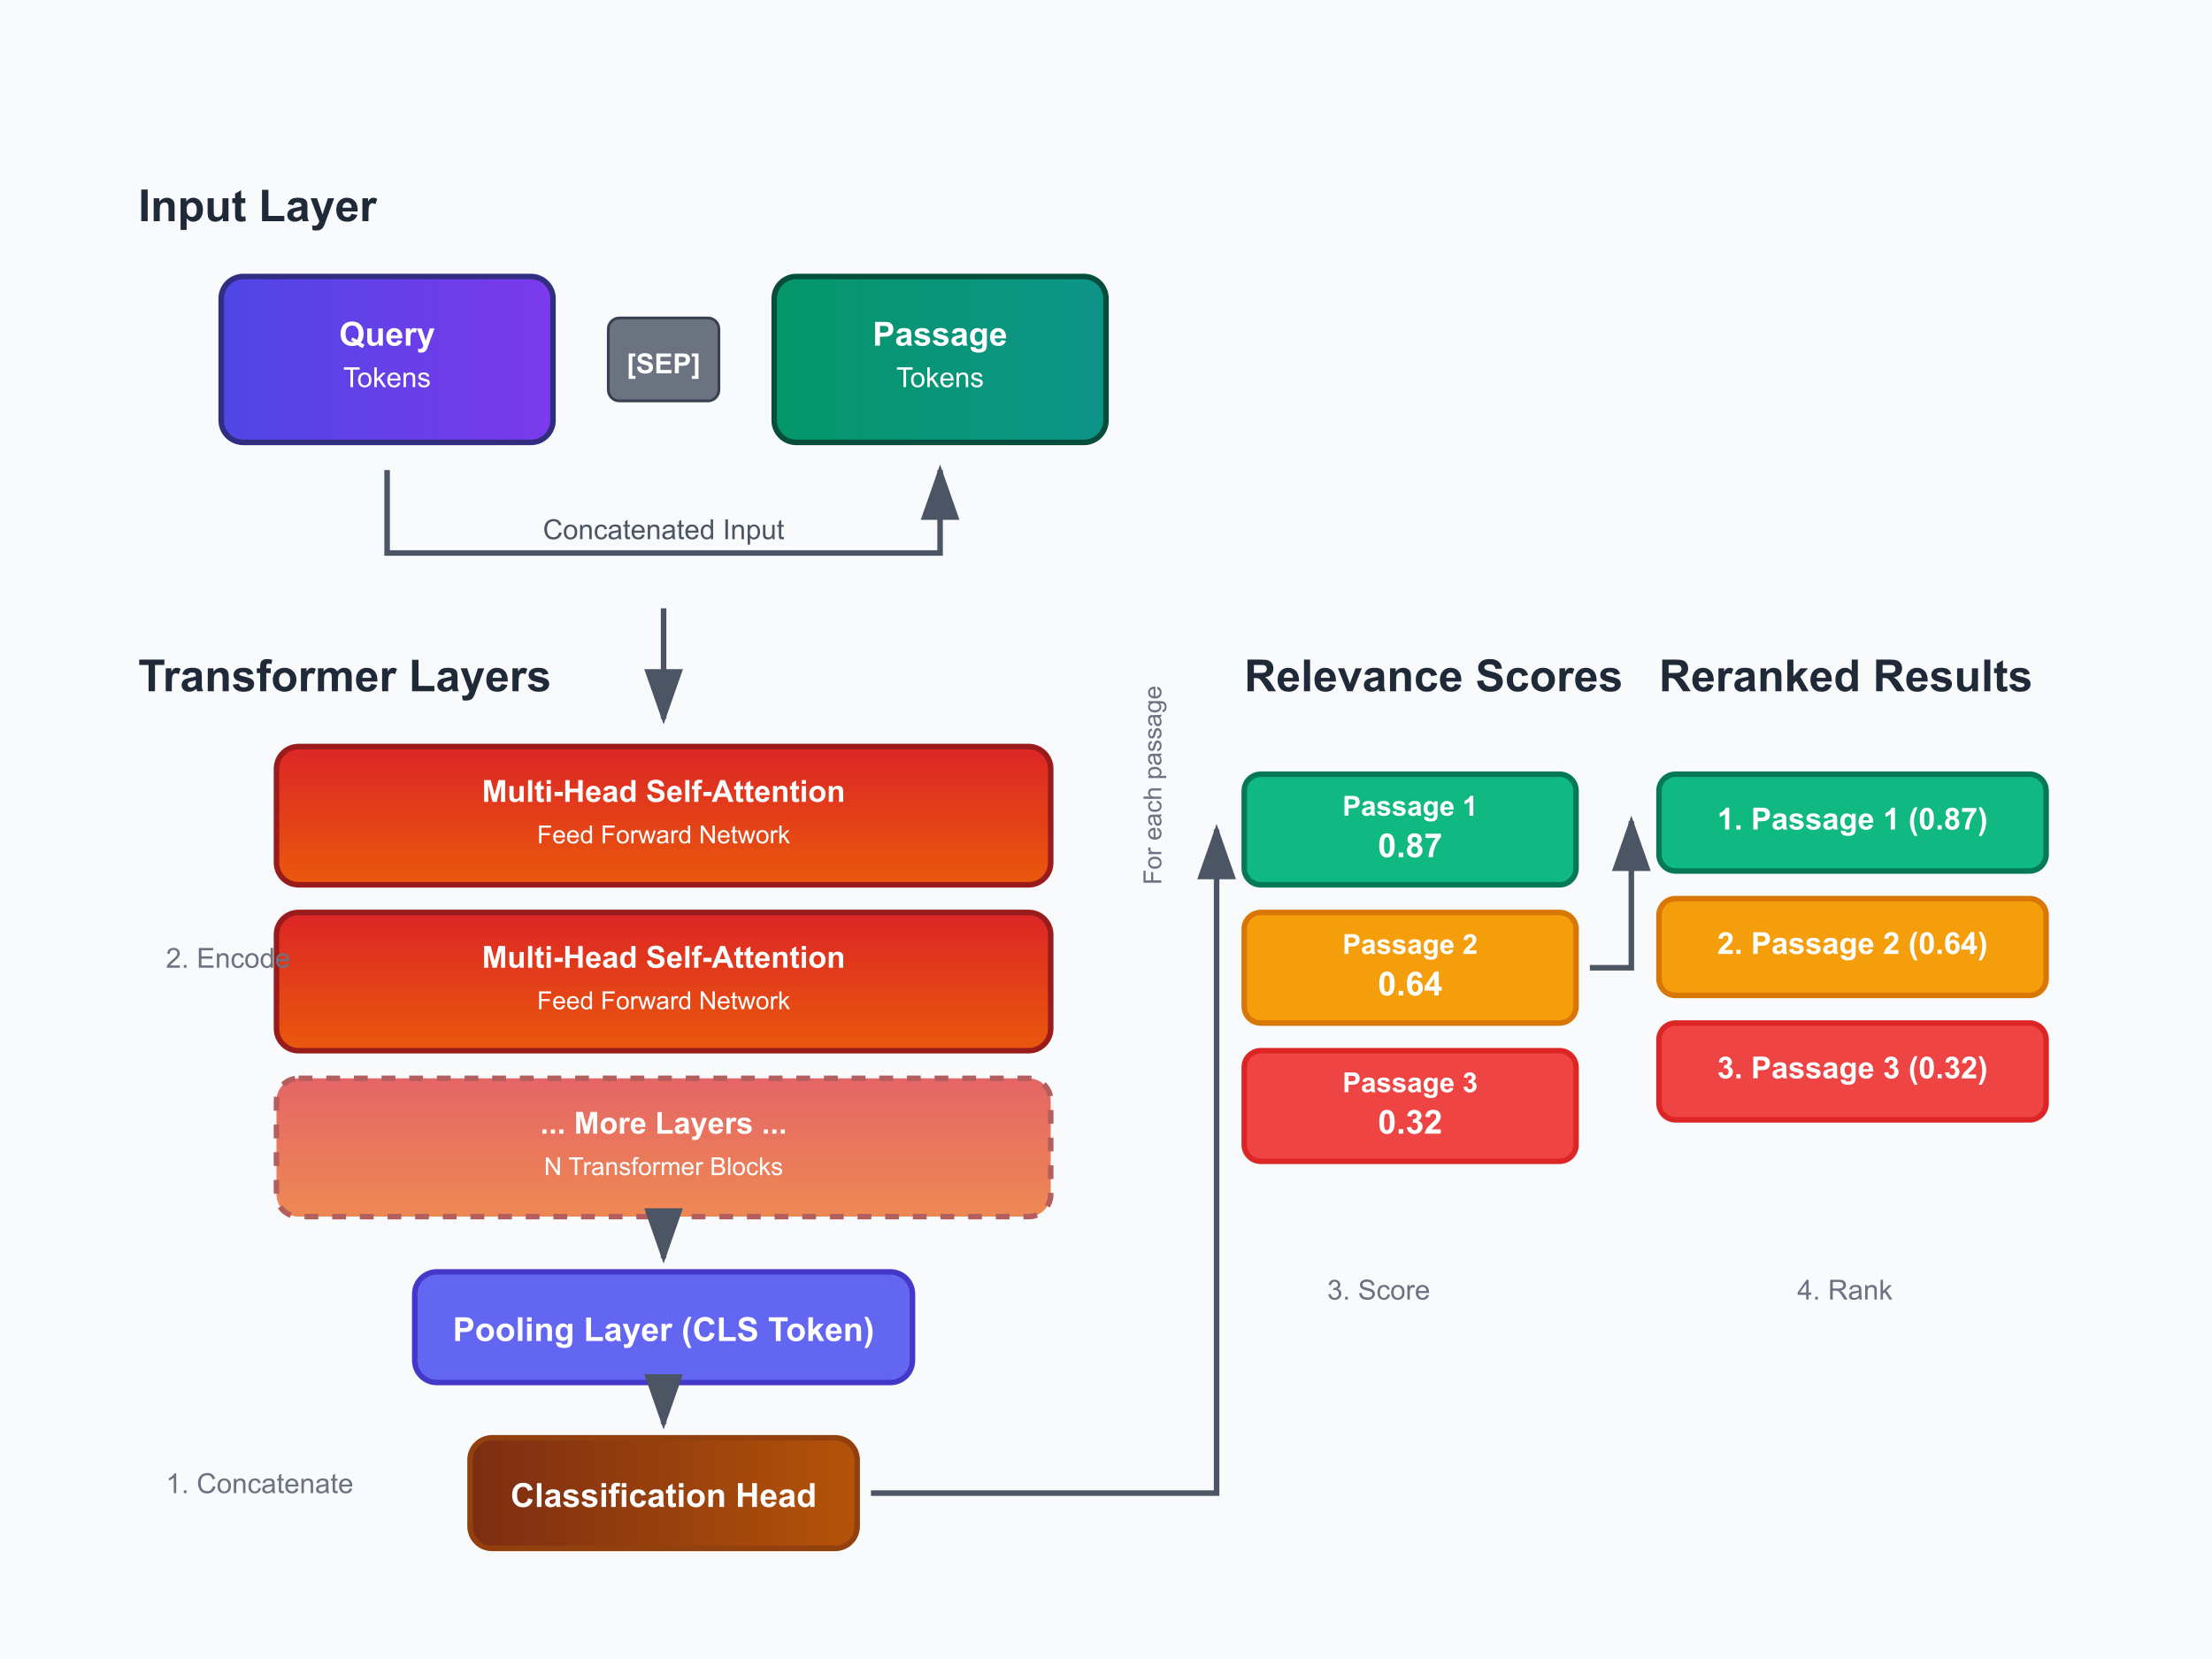 Input Layer
Query
Tokens
[SEP]
Passage
Tokens
Concatenated Input
Transformer Layers
Multi-Head Self-Attention
Feed Forward Network
2. Encode
Multi-Head Self-Attention
Feed Forward Network
... More Layers ...
N Transformer Blocks
Pooling Layer (CLS Token)
1. Concatenate
Classification Head
For each passage
Relevance Scores
Passage 1
0.87
Passage 2
0.64
Passage 3
0.32
3. Score
Reranked Results
1. Passage 1 (0.87)
2. Passage 2 (0.64)
3. Passage 3 (0.32)
4. Rank